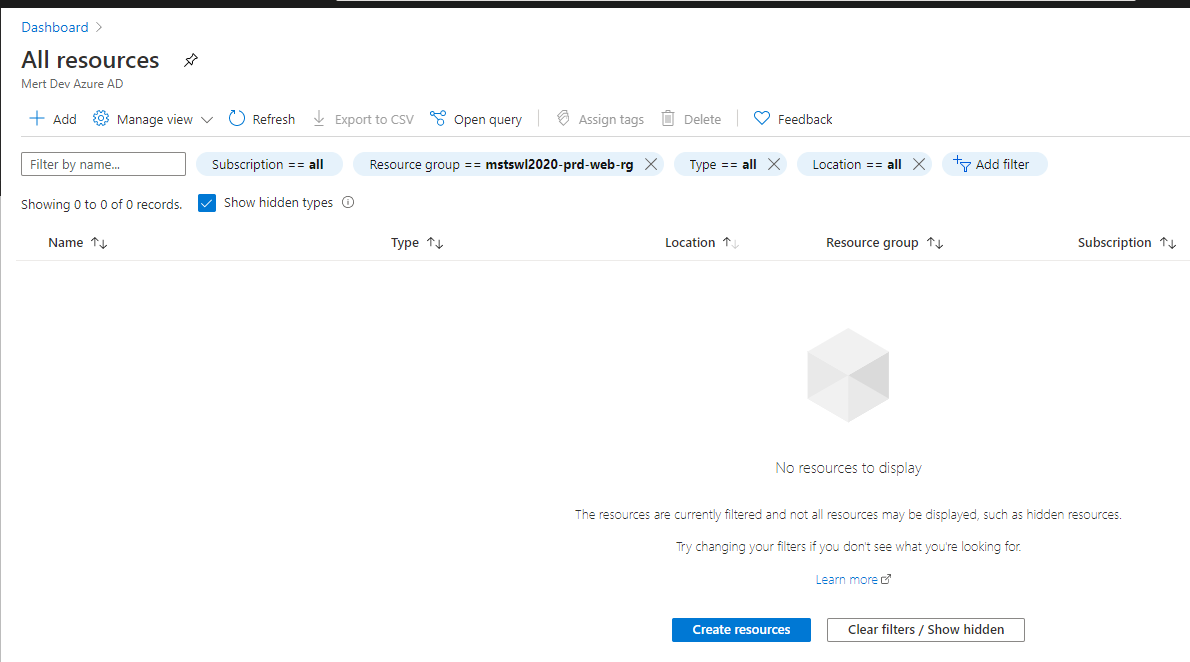 Dashboard
All resources
Mert Dev Azure AD
Add Manage view Refresh Export to CSV Open query Assign tags Delete Feedback
Filter by name... Subscription == all Resource group == mstswl2020-prd-web-rg Type == all Location == all Add filter
Showing 0 to 0 of 0 records. Show hidden types
Name Type Location Resource group Subscription
No resources to display
The resources are currently filtered and not all resources may be displayed, such as hidden resources.
Try changing your filters if you don't see what you're looking for.
Learn more
Create resources Clear filters / Show hidden